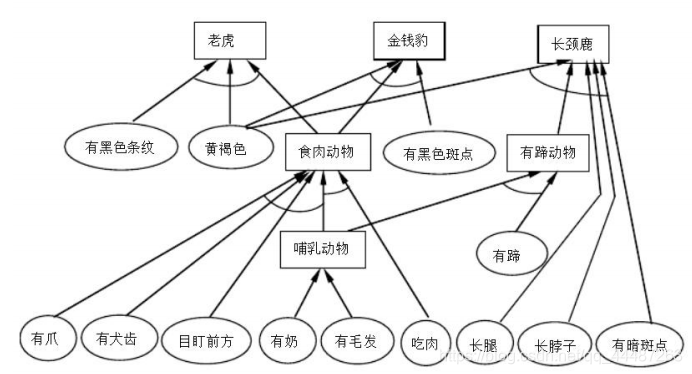 老虎
金钱豹
长颈鹿
有黑色条纹
黄褐色
食肉动物
有黑色斑点
有蹄动物
哺乳动物
有蹄
有爪
有犬齿
目盯前方
有奶
有毛发
吃肉
长腿
长脖子
有暗斑点